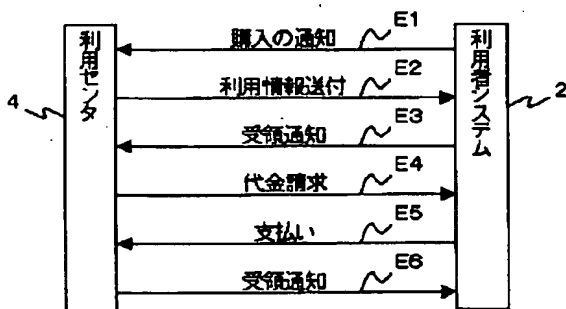 購入の通知 E1
利用情報送付 E2
受領通知 E3
代金請求 E4
支払い E5
受領通知 E6
利用センタ
4
利用者システム
2